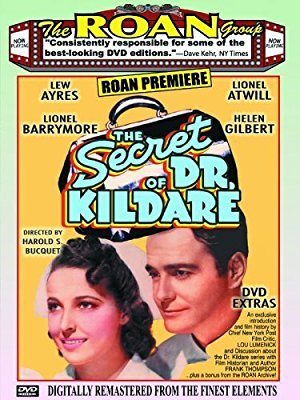 The ROAN Group
NOW PLAYING
NOW PLAYING
"Consistently responsible for some of the
best-looking DVD editions."—Dave Kehr, NY Times
LEW AYRES
LIONEL ATWILL
ROAN PREMIERE
LIONEL BARRYMORE
HELEN GILBERT
THE
Secret
OF DR.
KILDARE
DIRECTED BY
HAROLD S.
BUCQUET
DVD
EXTRAS
An exclusive
introduction
and film history by
Chief New York Post
Film Critic,
LOU LUMENICK
and Discussion about
the Dr. Kildare series with
Film Historian and Author
FRANK THOMPSON
...plus a bonus from the ROAN Archive!
DVD
DIGITALLY REMASTERED FROM THE FINEST ELEMENTS